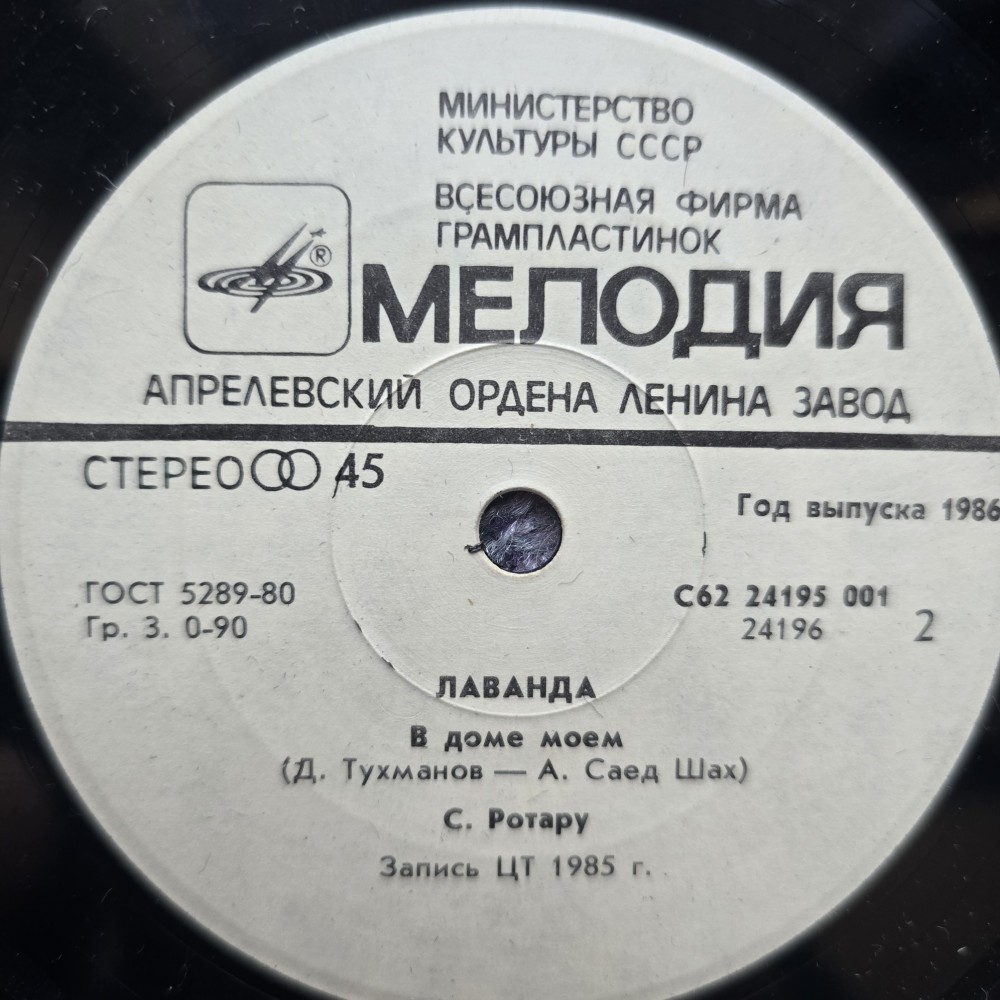 МИНИСТЕРСТВО
КУЛЬТУРЫ СССР
ВСЕСОЮЗНАЯ ФИРМА
ГРАМПЛАСТИНОК
®
МЕЛОДИЯ
АПРЕЛЕВСКИЙ ОРДЕНА ЛЕНИНА ЗАВОД
СТЕРЕО 45
Год выпуска 1986
ГОСТ 5289-80
Гр. 3. 0-90
С62 24195 001
24196 2
ЛАВАНДА
В доме моем
(Д. Тухманов — А. Саед Шах)
С. Ротару
Запись ЦТ 1985 г.